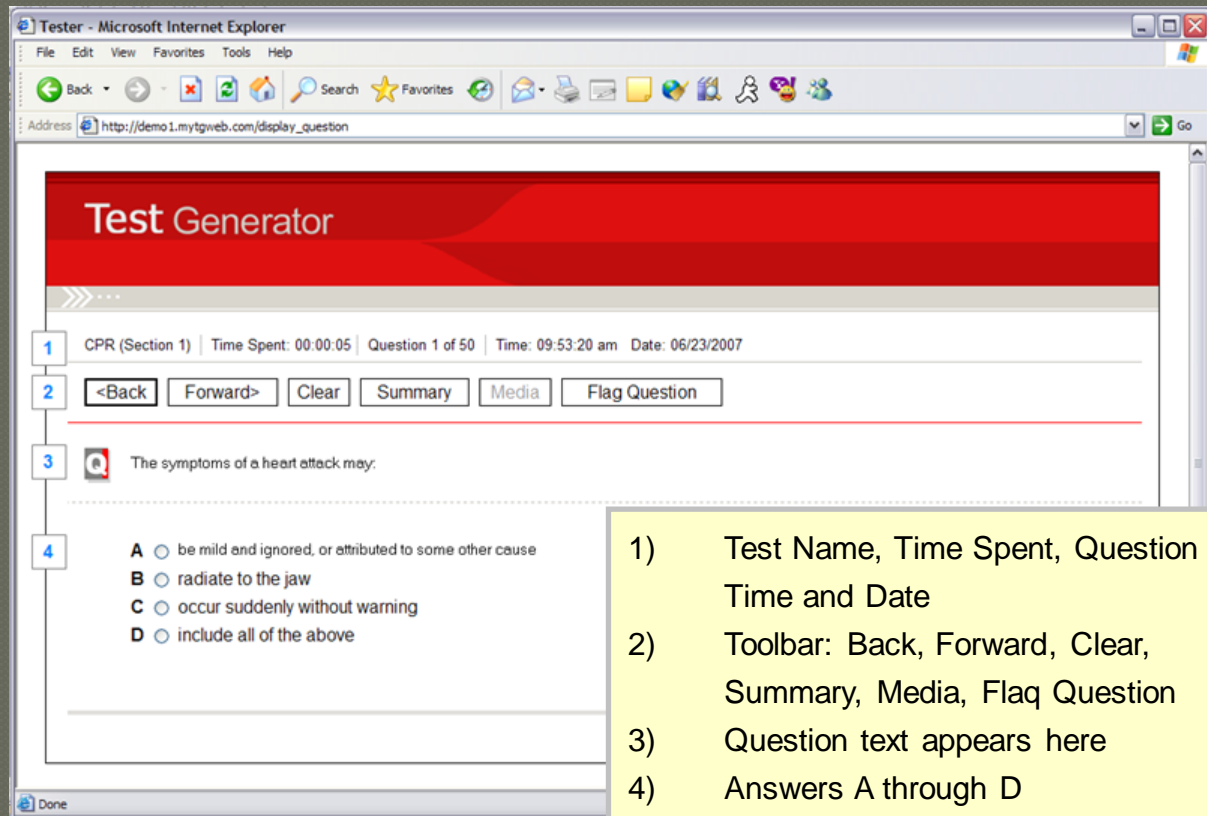 Tester - Microsoft Internet Explorer
File Edit View Favorites Tools Help
Back Search Favorites
Address http://demo1.mytgweb.com/display_question Go
Test Generator
1 CPR (Section 1) Time Spent: 00:00:05 Question 1 of 50 Time: 09:53:20 am Date: 06/23/2007
2 <Back Forward> Clear Summary Media Flag Question
3 Q The symptoms of a heart attack may:
4 A be mild and ignored, or attributed to some other cause
B radiate to the jaw
C occur suddenly without warning
D include all of the above
1) Test Name, Time Spent, Question
Time and Date
2) Toolbar: Back, Forward, Clear,
Summary, Media, Flaq Question
3) Question text appears here
4) Answers A through D
Done